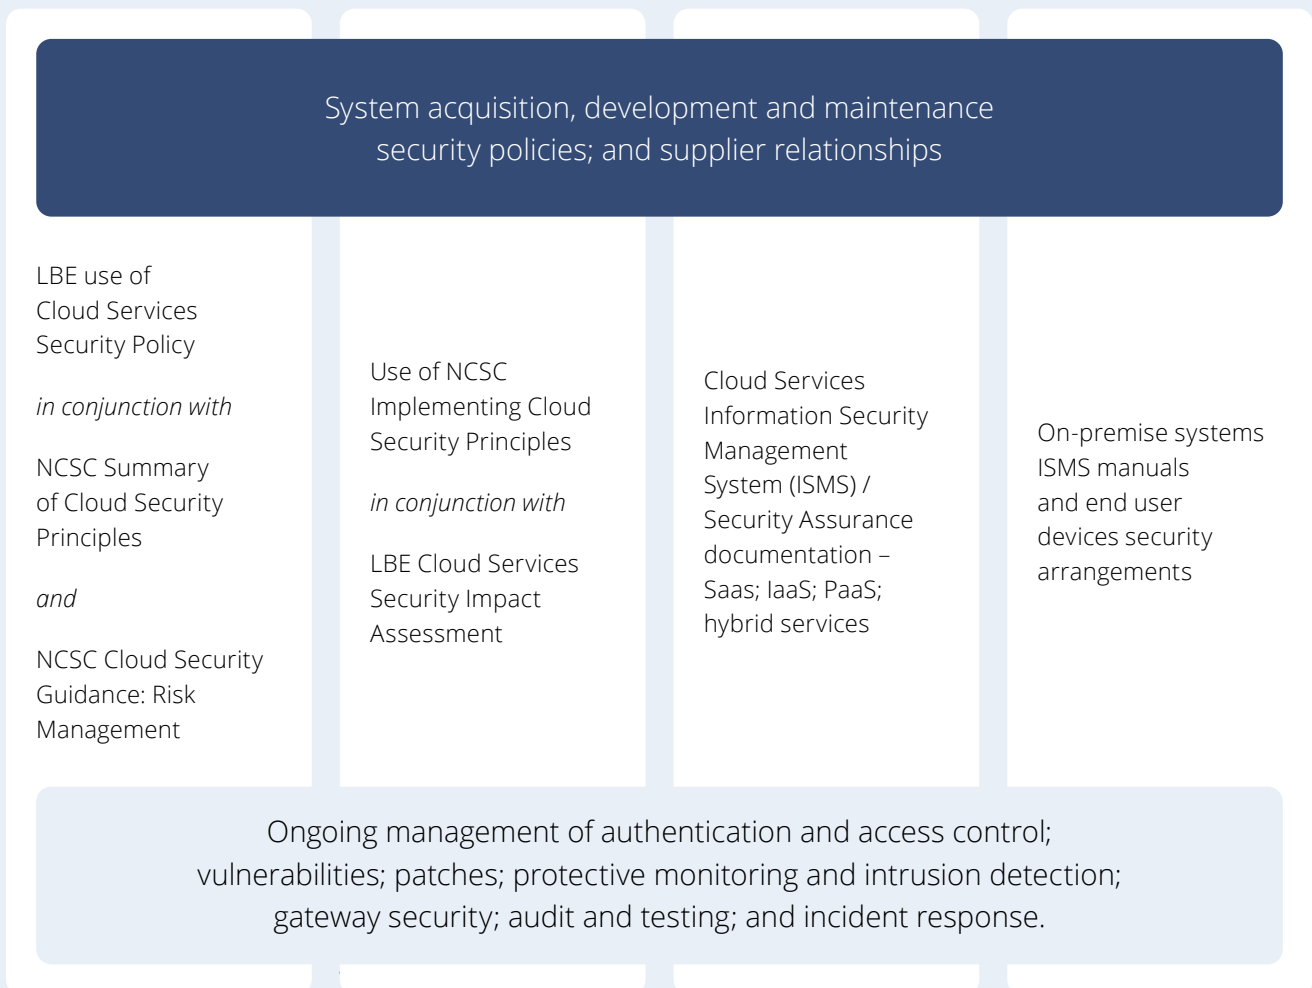 System acquisition, development and maintenance
security policies; and supplier relationships
LBE use of
Cloud Services
Security Policy
in conjunction with
NCSC Summary
of Cloud Security
Principles
and
NCSC Cloud Security
Guidance: Risk
Management
Use of NCSC
Implementing Cloud
Security Principles
in conjunction with
LBE Cloud Services
Security Impact
Assessment
Cloud Services
Information Security
Management
System (ISMS) /
Security Assurance
documentation –
Saas; IaaS; PaaS;
hybrid services
On-premise systems
ISMS manuals
and end user
devices security
arrangements
Ongoing management of authentication and access control;
vulnerabilities; patches; protective monitoring and intrusion detection;
gateway security; audit and testing; and incident response.